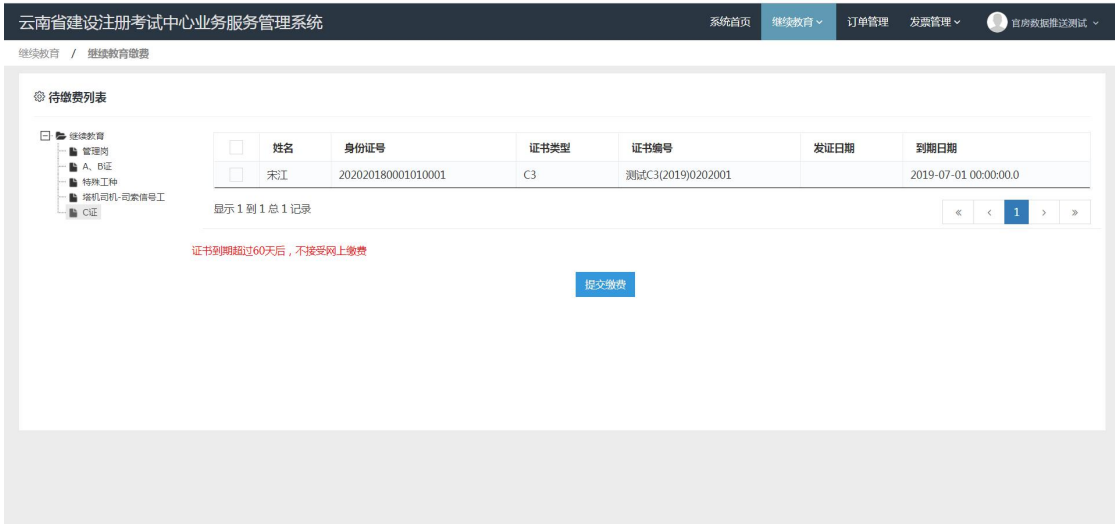 云南省建设注册考试中心业务服务管理系统 系统首页 继续教育 订单管理 发票管理 官房数据推送测试
继续教育 / 继续教育缴费
待缴费列表
继续教育
管理岗
A、B证
特殊工种
塔机司机-司索信号工
C证
姓名 身份证号 证书类型 证书编号 发证日期 到期日期
宋江 202020180001010001 C3 测试C3(2019)0202001 2019-07-01 00:00:00.0
显示 1 到 1 总 1 记录 « ‹ 1 › »
证书到期超过60天后，不接受网上缴费
提交缴费